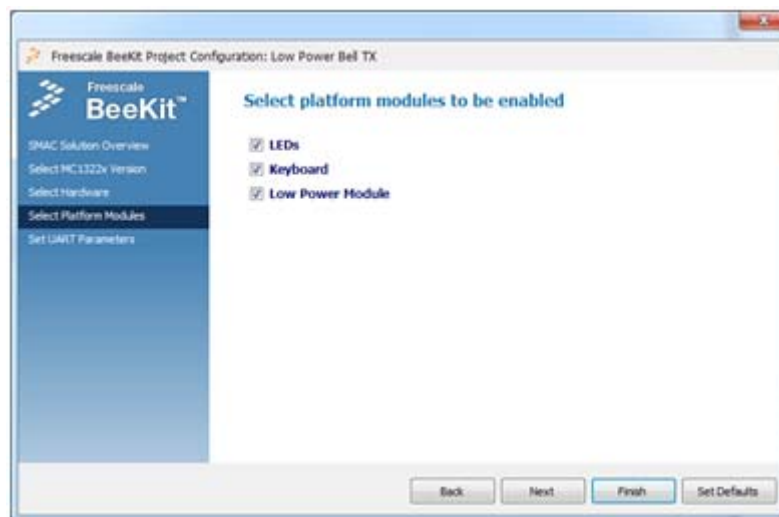 Freescale BeeKit Project Configuration: Low Power Bell TX
Freescale
BeeKit™
SMAC Solution Overview
Select MC1322v Version
Select Hardware
Select Platform Modules
Set UART Parameters
Select platform modules to be enabled
LEDs
Keyboard
Low Power Module
Back Next Finish Set Defaults